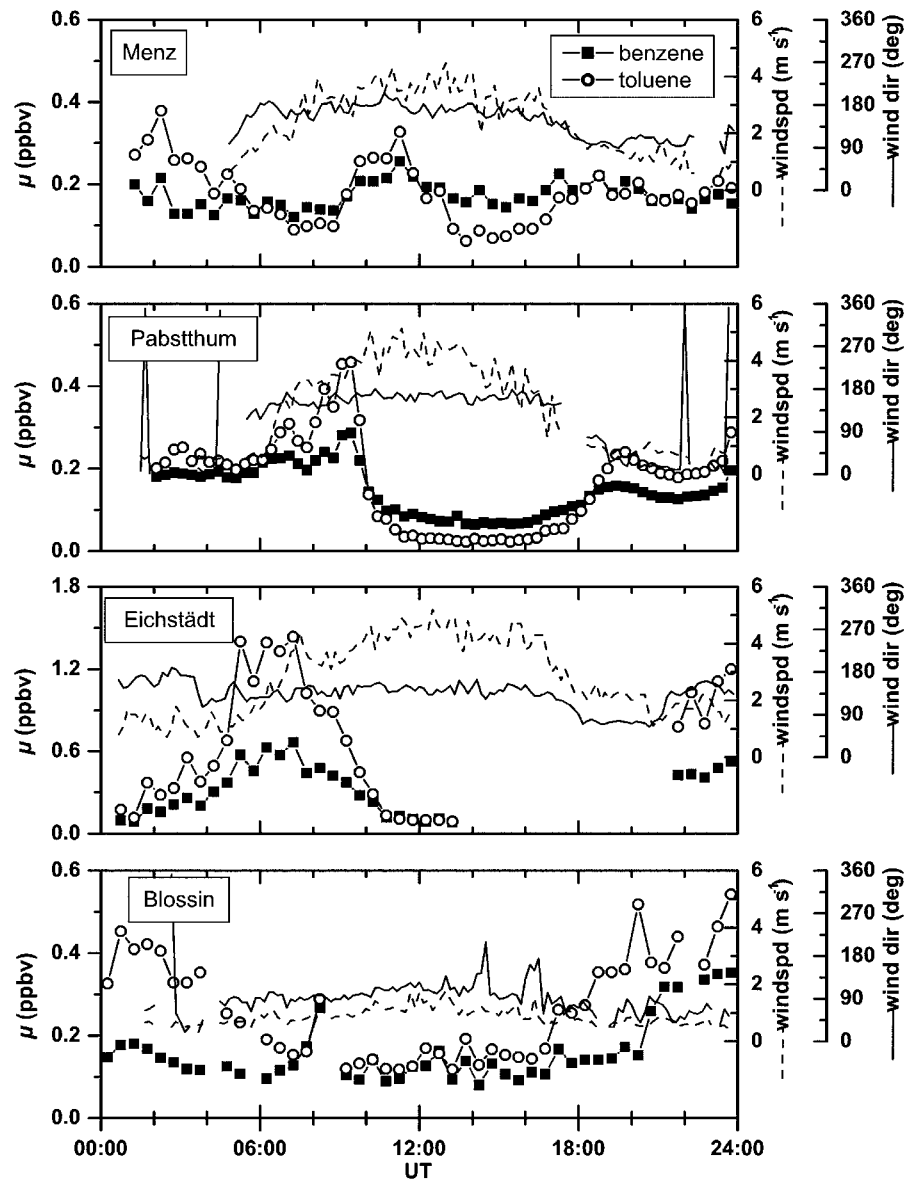 Menz
benzene
toluene
0.6
0.4
0.2
0.0
μ (ppbv)
6
4
2
0
windspd (m s⁻¹)
360
270
180
90
0
wind dir (deg)
Pabstthum
0.6
0.4
0.2
0.0
μ (ppbv)
6
4
2
0
windspd (m s⁻¹)
360
270
180
90
0
wind dir (deg)
Eichstädt
1.8
1.2
0.6
0.0
μ (ppbv)
6
4
2
0
windspd (m s⁻¹)
360
270
180
90
0
wind dir (deg)
Blossin
0.6
0.4
0.2
0.0
μ (ppbv)
6
4
2
0
windspd (m s⁻¹)
360
270
180
90
0
wind dir (deg)
00:00 06:00 12:00 18:00 24:00
UT